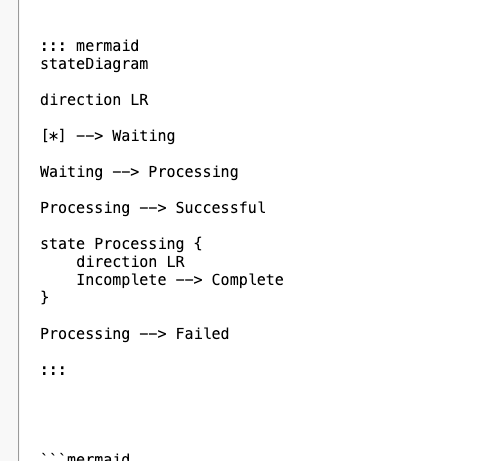 ::: mermaid
stateDiagram
direction LR
[*] --> Waiting
Waiting --> Processing
Processing --> Successful
state Processing {
    direction LR
    Incomplete --> Complete
}
Processing --> Failed
:::
```mermaid